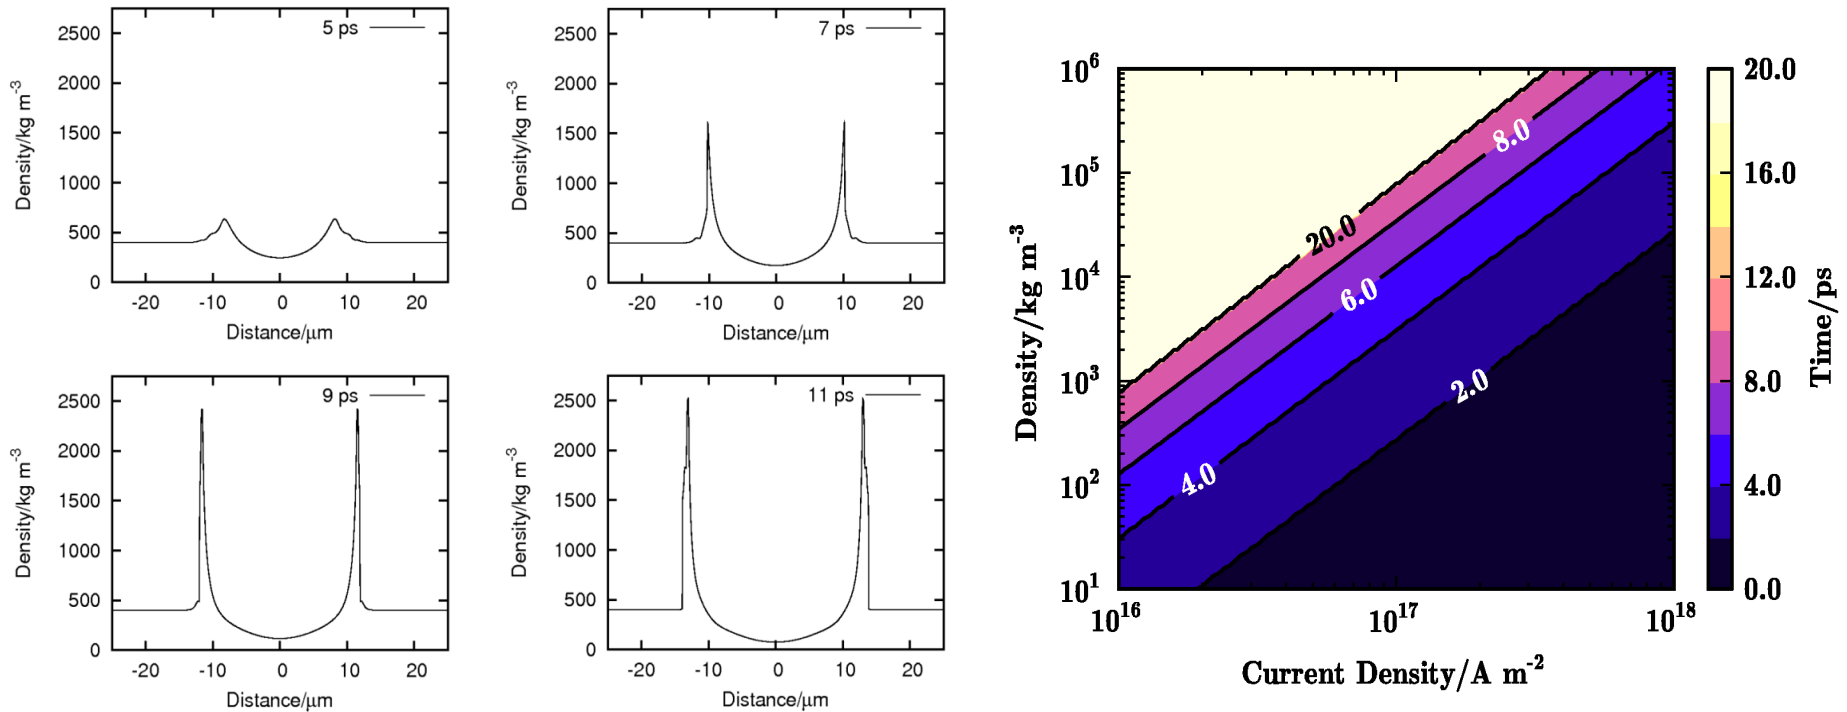 5 ps
2500
2000
1500
1000
500
0
Density/kg m-3
-20 -10 0 10 20
Distance/μm
7 ps
2500
2000
1500
1000
500
0
Density/kg m-3
-20 -10 0 10 20
Distance/μm
9 ps
2500
2000
1500
1000
500
0
Density/kg m-3
-20 -10 0 10 20
Distance/μm
11 ps
2500
2000
1500
1000
500
0
Density/kg m-3
-20 -10 0 10 20
Distance/μm
10^6
10^5
10^4
10^3
10^2
10^1
Density/kg m-3
8.0
20.0
6.0
2.0
4.0
10^16 10^17 10^18
Current Density/A m-2
20.0
16.0
12.0
8.0
4.0
0.0
Time/ps